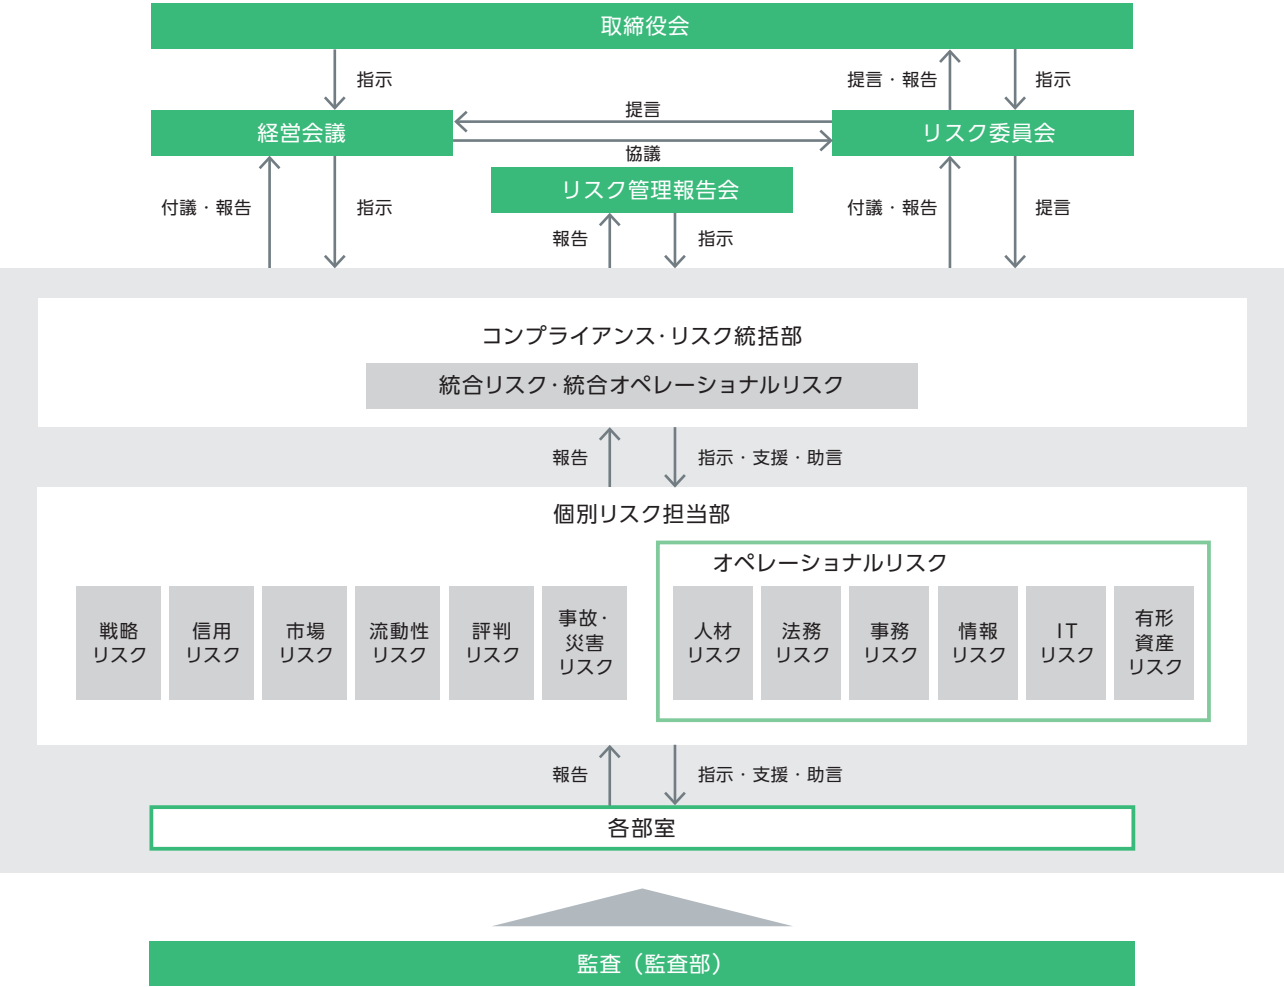 取締役会
指示
提言・報告
指示
経営会議
提言
協議
リスク委員会
リスク管理報告会
付議・報告
指示
報告
指示
付議・報告
提言
コンプライアンス・リスク統括部
統合リスク・統合オペレーショナルリスク
報告
指示・支援・助言
個別リスク担当部
オペレーショナルリスク
戦略
リスク
信用
リスク
市場
リスク
流動性
リスク
評判
リスク
事故・
災害
リスク
人材
リスク
法務
リスク
事務
リスク
情報
リスク
IT
リスク
有形
資産
リスク
報告
指示・支援・助言
各部室
監査（監査部）